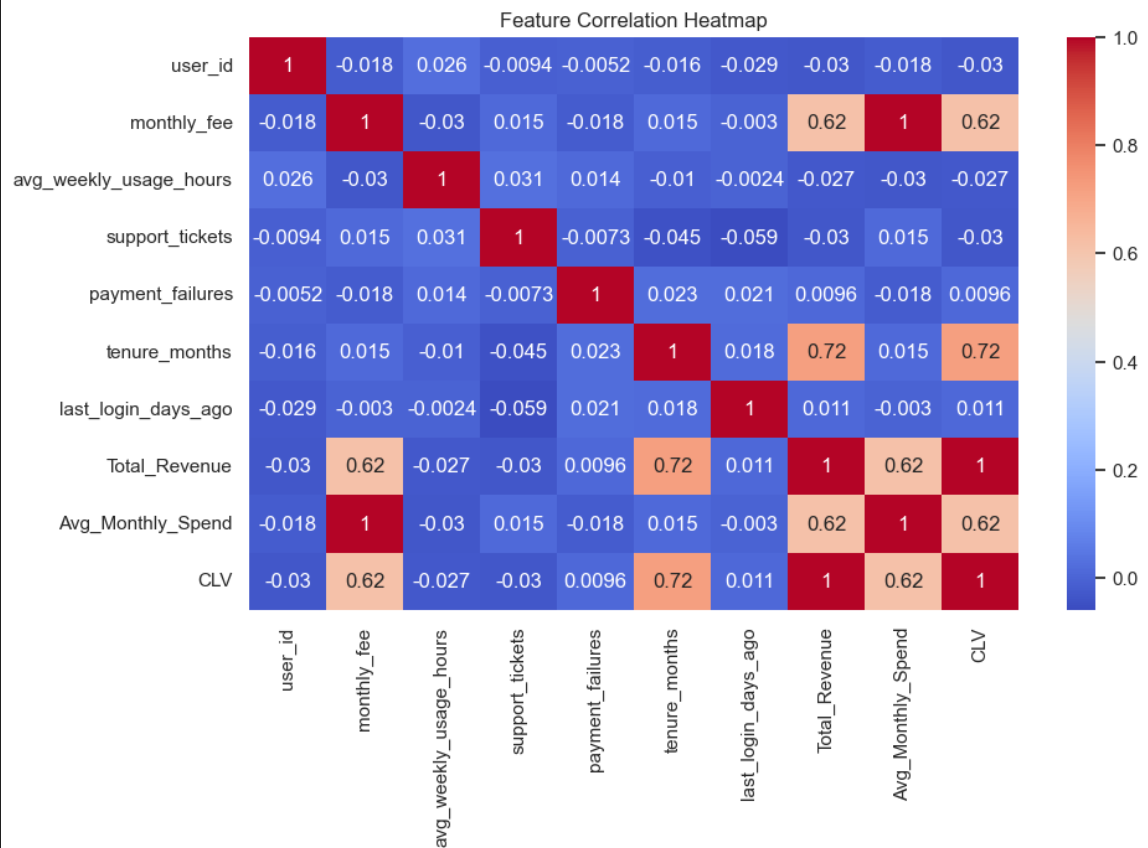 Feature Correlation Heatmap
user_id 1 -0.018 0.026 -0.0094 -0.0052 -0.016 -0.029 -0.03 -0.018 -0.03
monthly_fee -0.018 1 -0.03 0.015 -0.018 0.015 -0.003 0.62 1 0.62
avg_weekly_usage_hours 0.026 -0.03 1 0.031 0.014 -0.01 -0.0024 -0.027 -0.03 -0.027
support_tickets -0.0094 0.015 0.031 1 -0.0073 -0.045 -0.059 -0.03 0.015 -0.03
payment_failures -0.0052 -0.018 0.014 -0.0073 1 0.023 0.021 0.0096 -0.018 0.0096
tenure_months -0.016 0.015 -0.01 -0.045 0.023 1 0.018 0.72 0.015 0.72
last_login_days_ago -0.029 -0.003 -0.0024 -0.059 0.021 0.018 1 0.011 -0.003 0.011
Total_Revenue -0.03 0.62 -0.027 -0.03 0.0096 0.72 0.011 1 0.62 1
Avg_Monthly_Spend -0.018 1 -0.03 0.015 -0.018 0.015 -0.003 0.62 1 0.62
CLV -0.03 0.62 -0.027 -0.03 0.0096 0.72 0.011 1 0.62 1
user_id
monthly_fee
avg_weekly_usage_hours
support_tickets
payment_failures
tenure_months
last_login_days_ago
Total_Revenue
Avg_Monthly_Spend
CLV
1.0
0.8
0.6
0.4
0.2
0.0